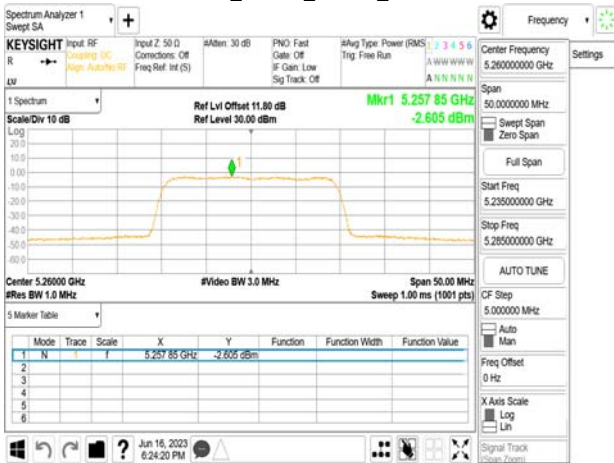 Spectrum Analyzer 1
Swept SA
+
Frequency
KEYSIGHT
Input: RF
Coupling: DC
Align: Auto/No RF
Input Z: 50 Ω
Corrections: Off
Freq Ref: Int (S)
#Atten: 30 dB
PNO: Fast
Gate: Off
IF Gain: Low
Sig Track: Off
#Avg Type: Power (RMS
Trig: Free Run
1 2 3 4 5 6
A W W W W W
A N N N N N
R
LV
Settings
1 Spectrum
Scale/Div 10 dB
Ref Lvl Offset 11.80 dB
Ref Level 30.00 dBm
Mkr1 5.257 85 GHz
-2.605 dBm
Log
20.0
10.0
0.00
-10.0
-20.0
-30.0
-40.0
-50.0
-60.0
1
Center 5.26000 GHz
#Res BW 1.0 MHz
#Video BW 3.0 MHz
Span 50.00 MHz
Sweep 1.00 ms (1001 pts)
5 Marker Table
Mode Trace Scale X Y Function Function Width Function Value
1 N 1 f 5.257 85 GHz -2.605 dBm
2
3
4
5
6
Center Frequency
5.260000000 GHz
Span
50.0000000 MHz
Swept Span
Zero Span
Full Span
Start Freq
5.235000000 GHz
Stop Freq
5.285000000 GHz
AUTO TUNE
CF Step
5.000000 MHz
Auto
Man
Freq Offset
0 Hz
X Axis Scale
Log
Lin
Signal Track
(Span Zoom)
?
Jun 16, 2023
6:24:20 PM